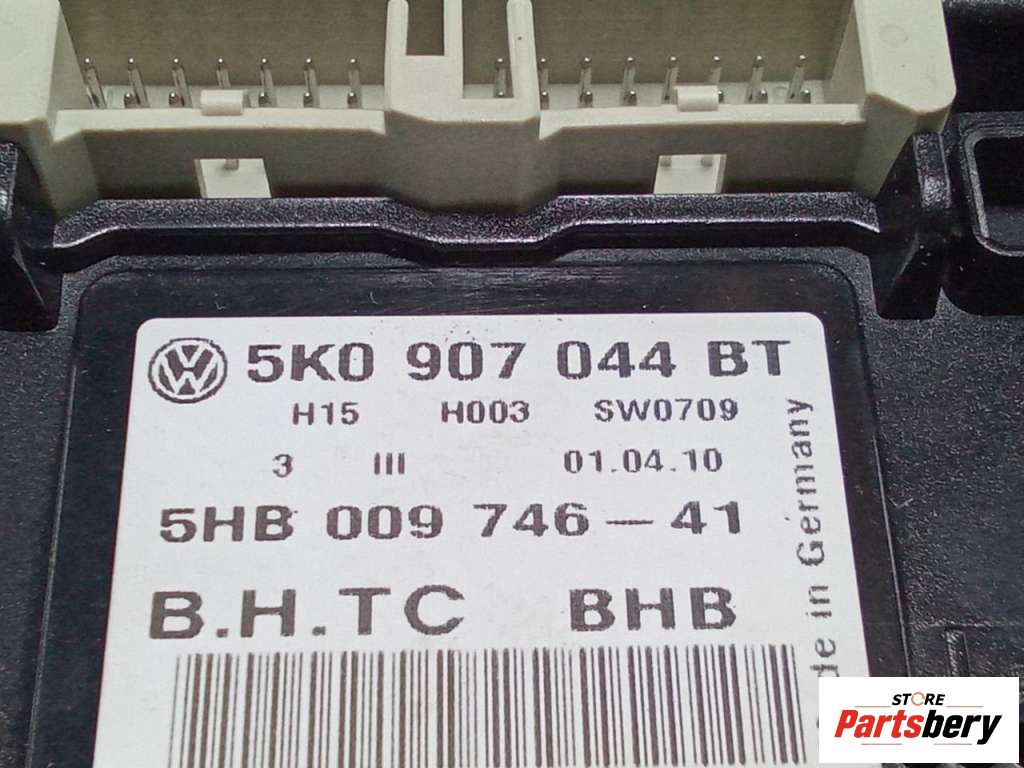 5K0 907 044 BT
H15 H003 SW0709
3 III 01.04.10
5HB 009 746-41
B.H.TC BHB
in Germany
STORE
Partsbery